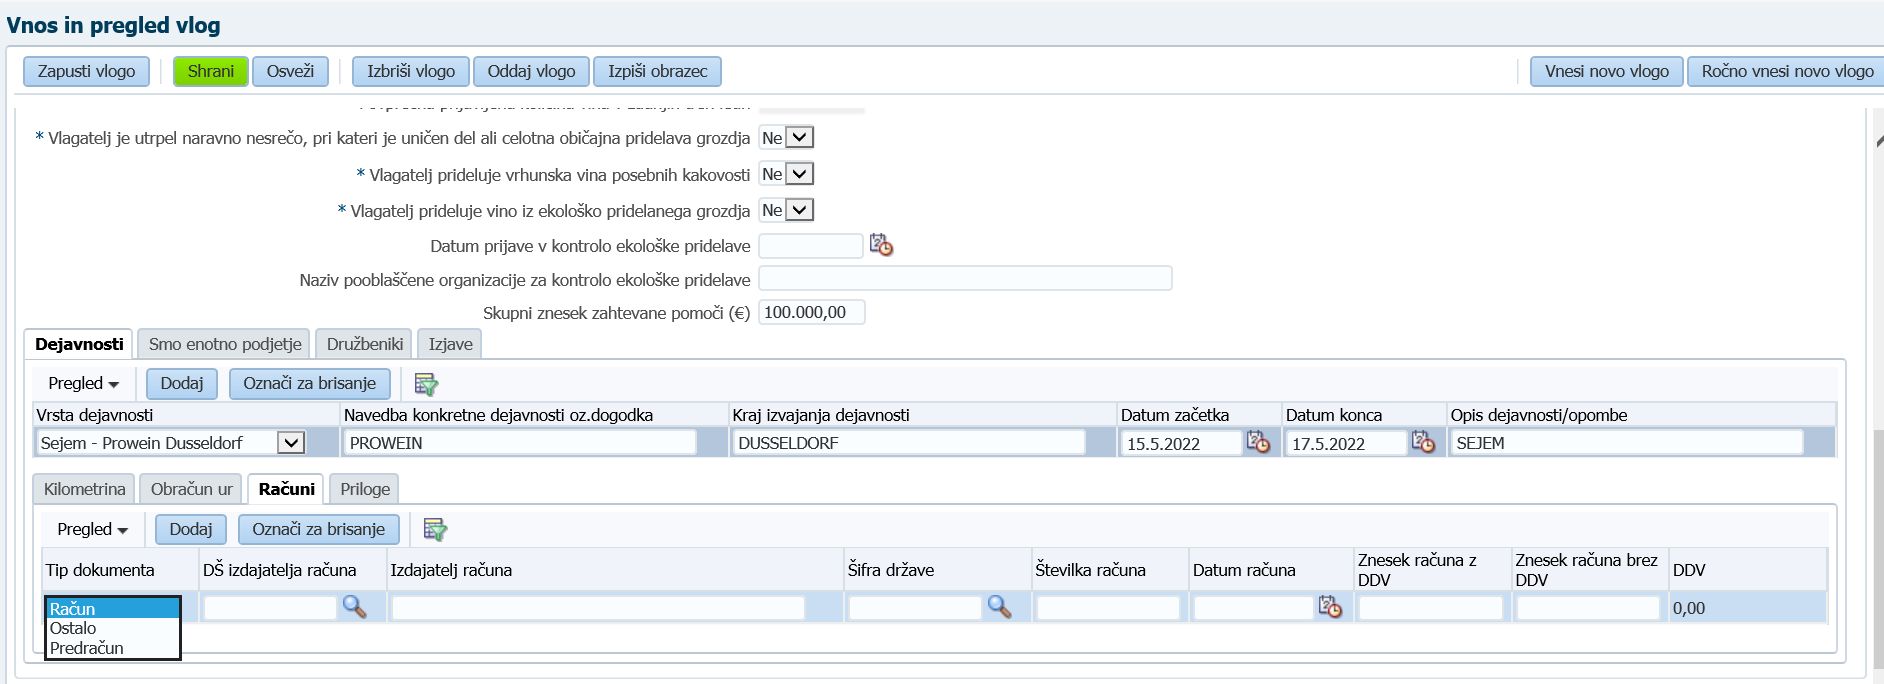 Vnos in pregled vlog
Zapusti vlogo Shrani Osveži Izbriši vlogo Oddaj vlogo Izpiši obrazec Vnesi novo vlogo Ročno vnesi novo vlogo
* Vlagatelj je utrpel naravno nesrečo, pri kateri je uničen del ali celotna običajna pridelava grozdja Ne
* Vlagatelj prideluje vrhunska vina posebnih kakovosti Ne
* Vlagatelj prideluje vino iz ekološko pridelanega grozdja Ne
Datum prijave v kontrolo ekološke pridelave
Naziv pooblaščene organizacije za kontrolo ekološke pridelave
Skupni znesek zahtevane pomoči (€) 100.000,00
Dejavnosti Smo enotno podjetje Družbeniki Izjave
Pregled Dodaj Označi za brisanje
Vrsta dejavnosti Navedba konkretne dejavnosti oz.dogodka Kraj izvajanja dejavnosti Datum začetka Datum konca Opis dejavnosti/opombe
Sejem - Prowein Dusseldorf PROWEIN DUSSELDORF 15.5.2022 17.5.2022 SEJEM
Kilometrina Obračun ur Računi Priloge
Pregled Dodaj Označi za brisanje
Tip dokumenta DŠ izdajatelja računa Izdajatelj računa Šifra države Številka računa Datum računa Znesek računa z DDV Znesek računa brez DDV DDV
Račun 0,00
Ostalo
Predračun